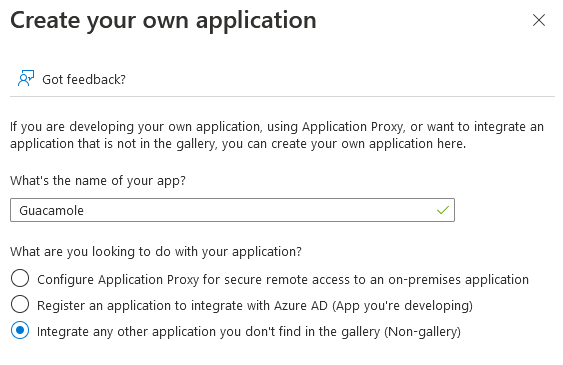 Create your own application
Got feedback?
If you are developing your own application, using Application Proxy, or want to integrate an
application that is not in the gallery, you can create your own application here.
What's the name of your app?
Guacamole
What are you looking to do with your application?
Configure Application Proxy for secure remote access to an on-premises application
Register an application to integrate with Azure AD (App you're developing)
Integrate any other application you don't find in the gallery (Non-gallery)